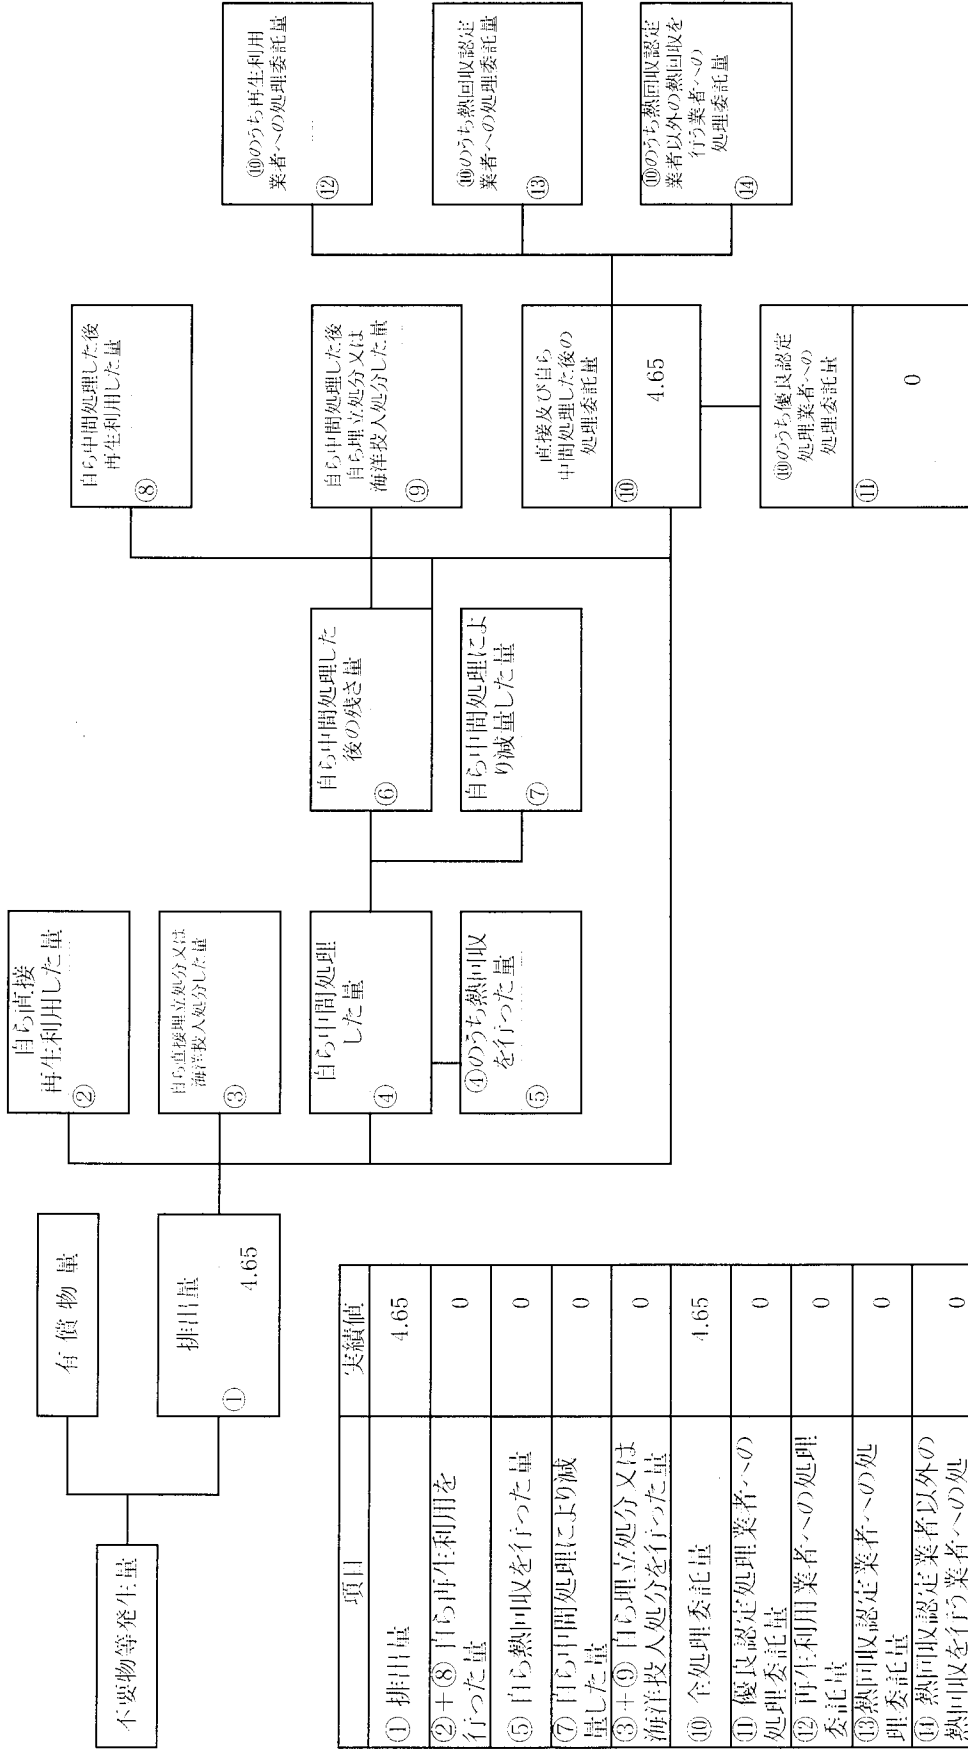 不要物等発生量
有償物量
排出量
①
4.65
自ら直接
再生利用した量
②
自ら直接埋立処分又は
海洋投入処分した量
③
自ら中間処理
した量
④
④のうち熱回収
を行った量
⑤
自ら中間処理した
後の残さ量
⑥
自ら中間処理によ
り減量した量
⑦
自ら中間処理した後
再生利用した量
⑧
自ら中間処理した後
自ら埋立処分又は
海洋投入処分した量
⑨
直接及び自ら
中間処理した後の
処理委託量
⑩
4.65
⑩のうち優良認定
処理業者への
処理委託量
⑪
0
⑩のうち再生利用
業者への処理委託量
⑫
⑩のうち熱回収認定
業者への処理委託量
⑬
⑩のうち熱回収認定
業者以外の熱回収を
行う業者への
処理委託量
⑭
項目 実績値
① 排出量 4.65
②+⑧ 自ら再生利用を
行った量 0
⑤ 自ら熱回収を行った量 0
⑦ 自ら中間処理により減
量した量 0
③+⑨ 自ら埋立処分又は
海洋投入処分を行った量 0
⑩ 全処理委託量 4.65
⑪ 優良認定処理業者への
処理委託量 0
⑫ 再生利用業者への処理
委託量 0
⑬熱回収認定業者への処
理委託量 0
⑭ 熱回収認定業者以外の
熱回収を行う業者への処 0